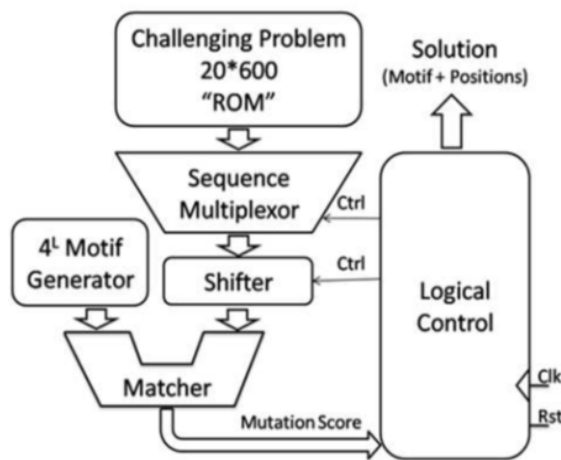 Challenging Problem
20*600
“ROM”
Solution
(Motif + Positions)
Sequence
Multiplexor
Ctrl
4ᴸ Motif
Generator
Shifter
Ctrl
Logical
Control
Matcher
Clk
Mutation Score
Rst